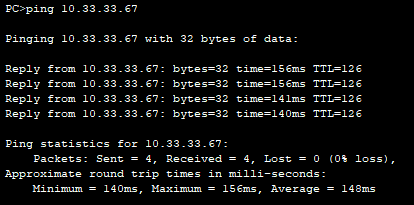 PC>ping 10.33.33.67
Pinging 10.33.33.67 with 32 bytes of data:
Reply from 10.33.33.67: bytes=32 time=156ms TTL=126
Reply from 10.33.33.67: bytes=32 time=156ms TTL=126
Reply from 10.33.33.67: bytes=32 time=141ms TTL=126
Reply from 10.33.33.67: bytes=32 time=140ms TTL=126
Ping statistics for 10.33.33.67:
Packets: Sent = 4, Received = 4, Lost = 0 (0% loss),
Approximate round trip times in milli-seconds:
Minimum = 140ms, Maximum = 156ms, Average = 148ms